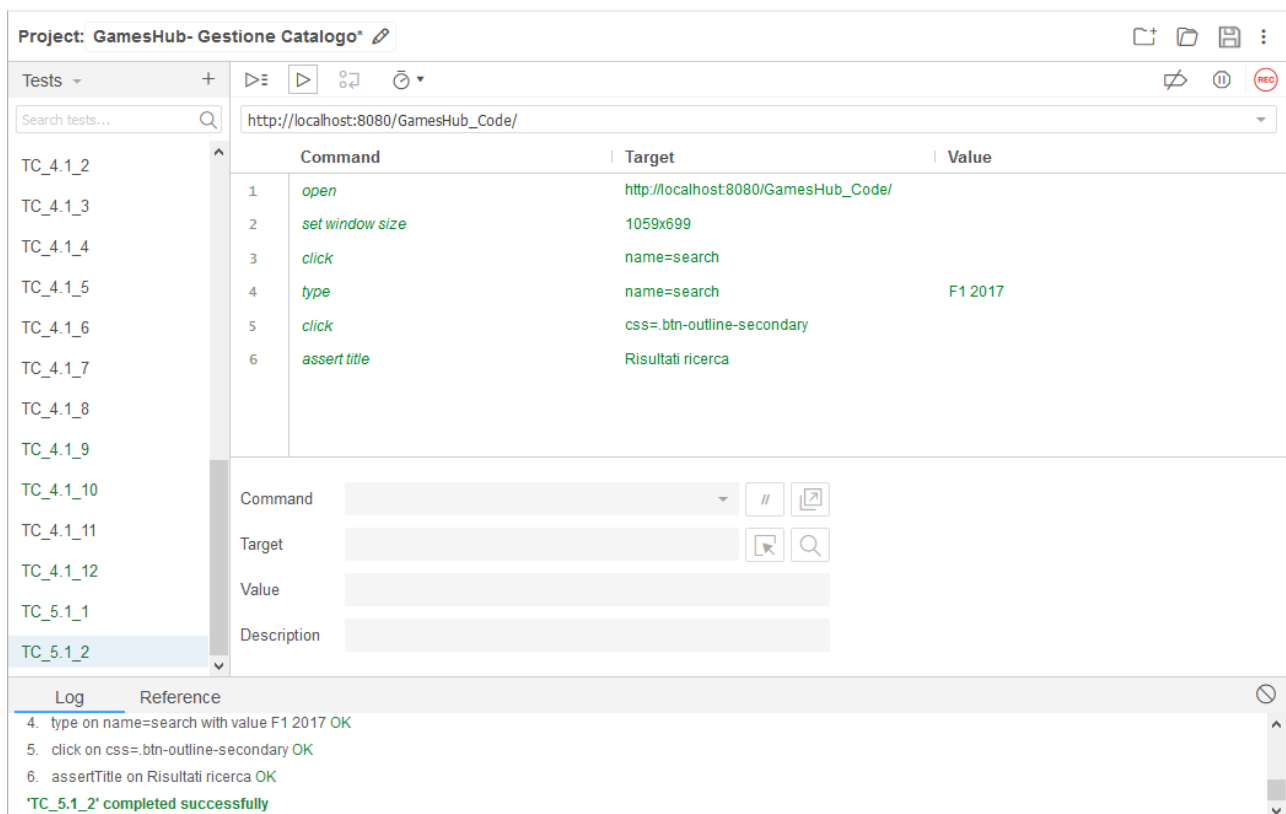 Project: GamesHub- Gestione Catalogo*
Tests
REC
Search tests...
http://localhost:8080/GamesHub_Code/
TC_4.1_2
TC_4.1_3
TC_4.1_4
TC_4.1_5
TC_4.1_6
TC_4.1_7
TC_4.1_8
TC_4.1_9
TC_4.1_10
TC_4.1_11
TC_4.1_12
TC_5.1_1
TC_5.1_2
Command Target Value
1 open http://localhost:8080/GamesHub_Code/
2 set window size 1059x699
3 click name=search
4 type name=search F1 2017
5 click css=.btn-outline-secondary
6 assert title Risultati ricerca
Command //
Target
Value
Description
Log Reference
4. type on name=search with value F1 2017 OK
5. click on css=.btn-outline-secondary OK
6. assertTitle on Risultati ricerca OK
'TC_5.1_2' completed successfully